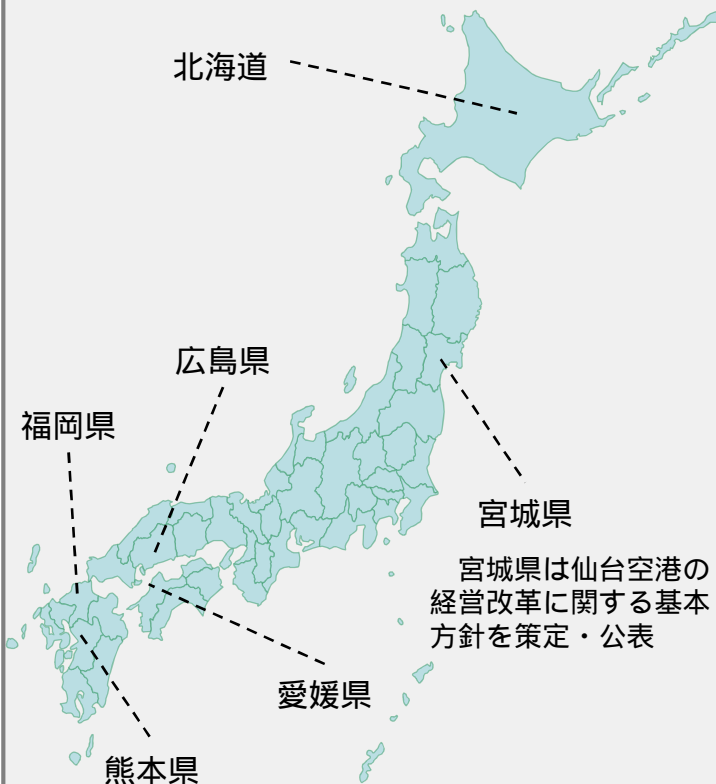 北海道
広島県
福岡県
宮城県
宮城県は仙台空港の
経営改革に関する基本
方針を策定・公表
愛媛県
熊本県